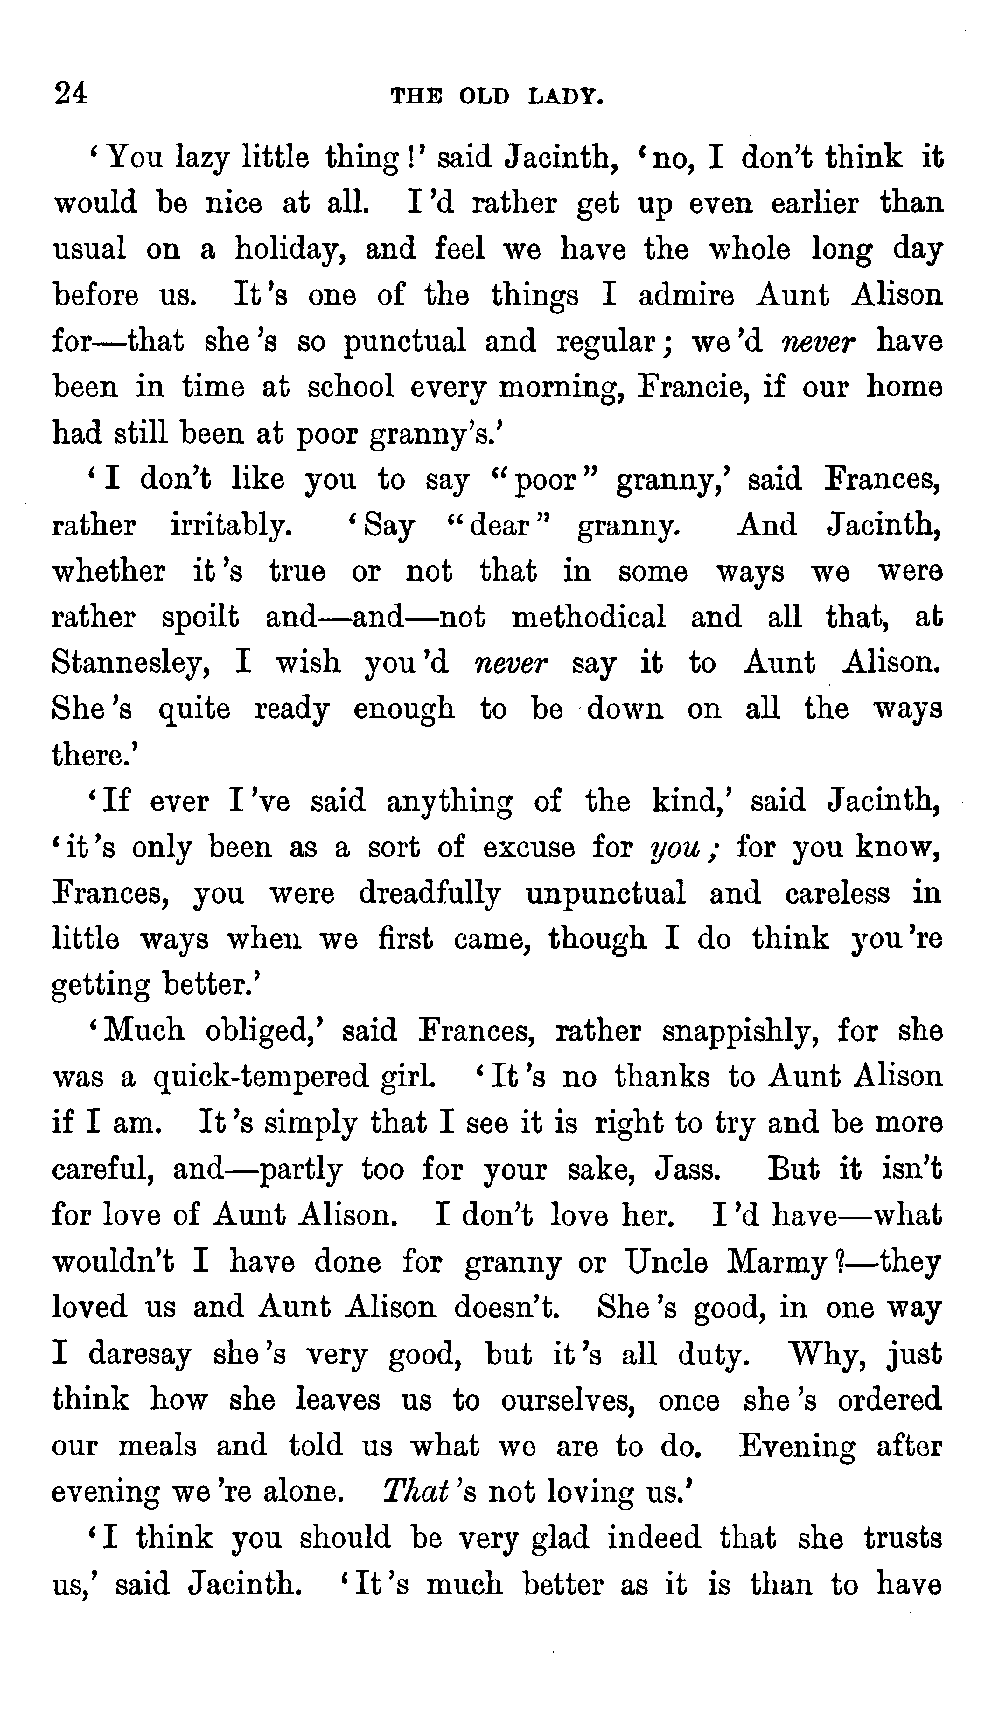 24 THE OLD LADY.
‘You lazy little thing!’ said Jacinth, ‘no, I don’t think it
would be nice at all. I’d rather get up even earlier than
usual on a holiday, and feel we have the whole long day
before us. It’s one of the things I admire Aunt Alison
for—that she’s so punctual and regular; we’d never have
been in time at school every morning, Francie, if our home
had still been at poor granny’s.’
‘I don’t like you to say “poor” granny,’ said Frances,
rather irritably. ‘Say “dear” granny. And Jacinth,
whether it’s true or not that in some ways we were
rather spoilt and—and—not methodical and all that, at
Stannesley, I wish you’d never say it to Aunt Alison.
She’s quite ready enough to be down on all the ways
there.’
‘If ever I’ve said anything of the kind,’ said Jacinth,
‘it’s only been as a sort of excuse for you; for you know,
Frances, you were dreadfully unpunctual and careless in
little ways when we first came, though I do think you’re
getting better.’
‘Much obliged,’ said Frances, rather snappishly, for she
was a quick-tempered girl. ‘It’s no thanks to Aunt Alison
if I am. It’s simply that I see it is right to try and be more
careful, and—partly too for your sake, Jass. But it isn’t
for love of Aunt Alison. I don’t love her. I’d have—what
wouldn’t I have done for granny or Uncle Marmy?—they
loved us and Aunt Alison doesn’t. She’s good, in one way
I daresay she’s very good, but it’s all duty. Why, just
think how she leaves us to ourselves, once she’s ordered
our meals and told us what we are to do. Evening after
evening we’re alone. That’s not loving us.’
‘I think you should be very glad indeed that she trusts
us,’ said Jacinth. ‘It’s much better as it is than to have